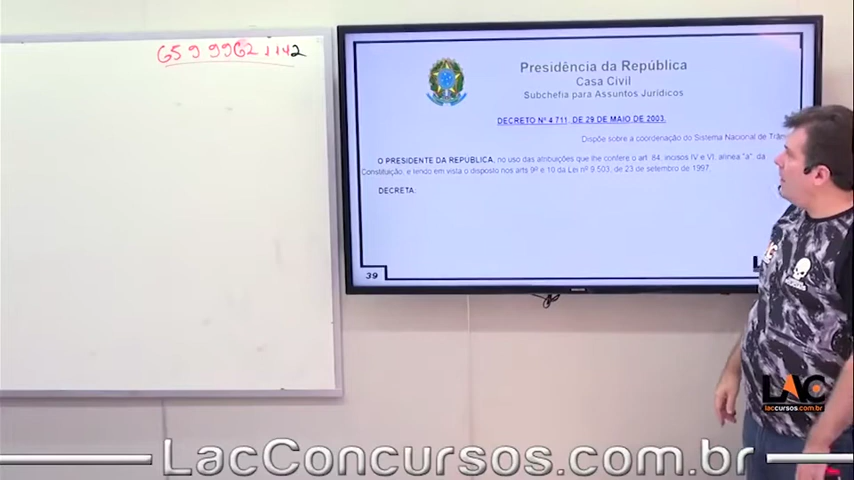 65 9 9962 1142
Presidência da República
Casa Civil
Subchefia para Assuntos Jurídicos
DECRETO Nº 4.711, DE 29 DE MAIO DE 2003.
Dispõe sobre a coordenação do Sistema Nacional de
O PRESIDENTE DA REPÚBLICA, no uso das atribuições que lhe confere o art. 84, incisos IV e VI, alínea "a", da
Constituição, e tendo em vista o disposto nos arts 9º e 10 da Lei nº 9.503, de 23 de setembro de 1997,
DECRETA:
39
LAC
lacconcursos.com.br
LacConcursos.com.br